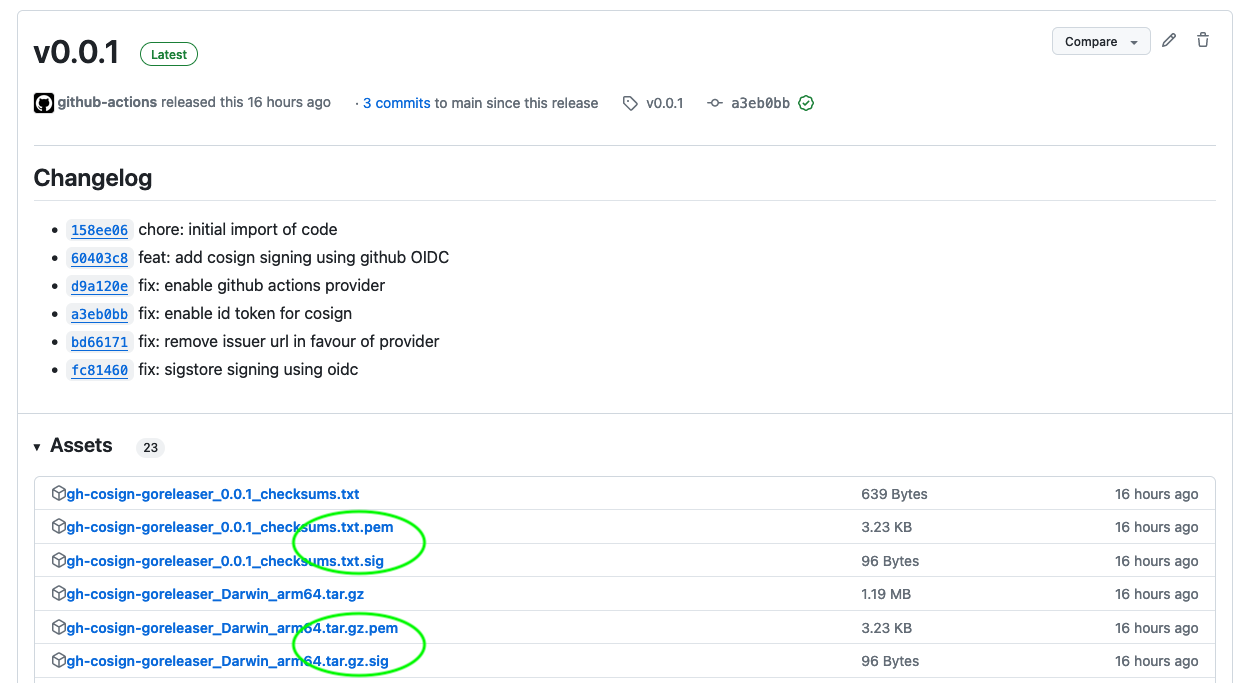 v0.0.1 Latest Compare
github-actions released this 16 hours ago · 3 commits to main since this release v0.0.1 a3eb0bb
Changelog
158ee06 chore: initial import of code
60403c8 feat: add cosign signing using github OIDC
d9a120e fix: enable github actions provider
a3eb0bb fix: enable id token for cosign
bd66171 fix: remove issuer url in favour of provider
fc81460 fix: sigstore signing using oidc
Assets 23
gh-cosign-goreleaser_0.0.1_checksums.txt 639 Bytes 16 hours ago
gh-cosign-goreleaser_0.0.1_checksums.txt.pem 3.23 KB 16 hours ago
gh-cosign-goreleaser_0.0.1_checksums.txt.sig 96 Bytes 16 hours ago
gh-cosign-goreleaser_Darwin_arm64.tar.gz 1.19 MB 16 hours ago
gh-cosign-goreleaser_Darwin_arm64.tar.gz.pem 3.23 KB 16 hours ago
gh-cosign-goreleaser_Darwin_arm64.tar.gz.sig 96 Bytes 16 hours ago